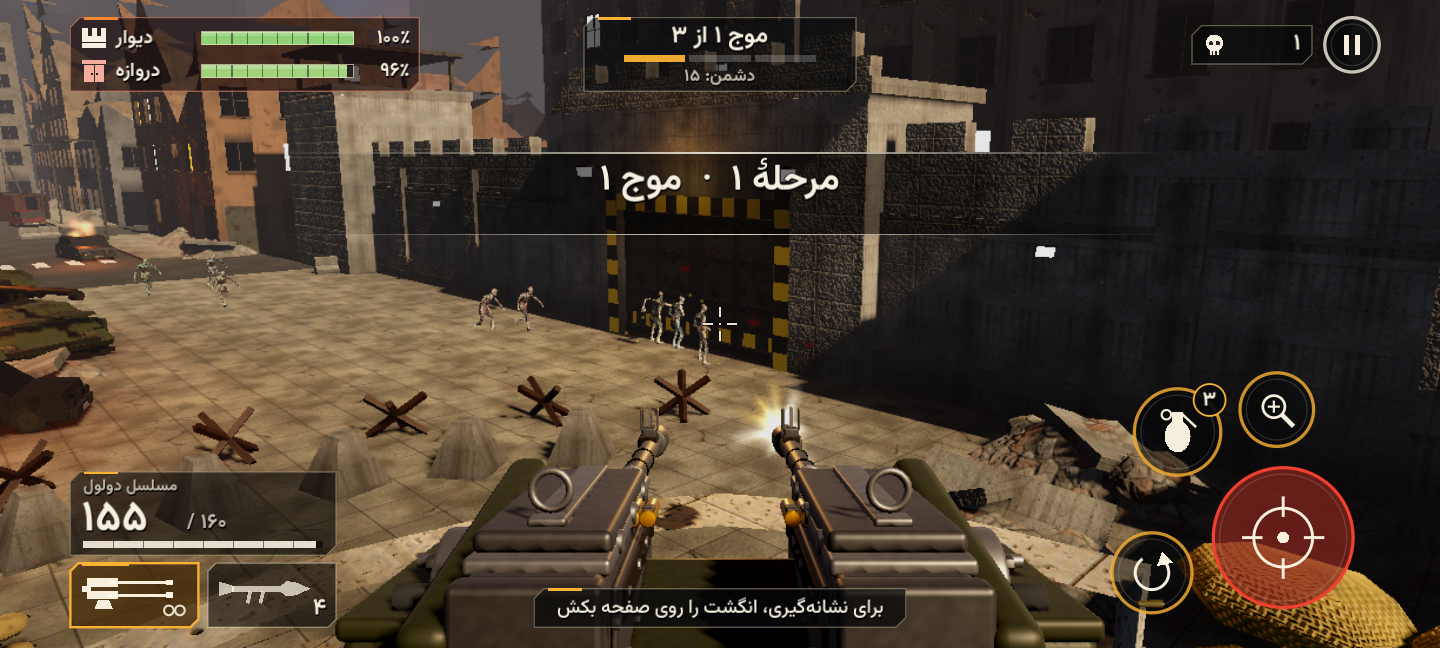 دیوار ۱۰۰٪
دروازه ۹۶٪
موج ۱ از ۳
دشمن: ۱۵
۱
مرحلهٔ ۱ · موج ۱
۳
مسلسل دولول
۱۵۵ / ۱۶۰
∞
۴
برای نشانه‌گیری، انگشت را روی صفحه بکش